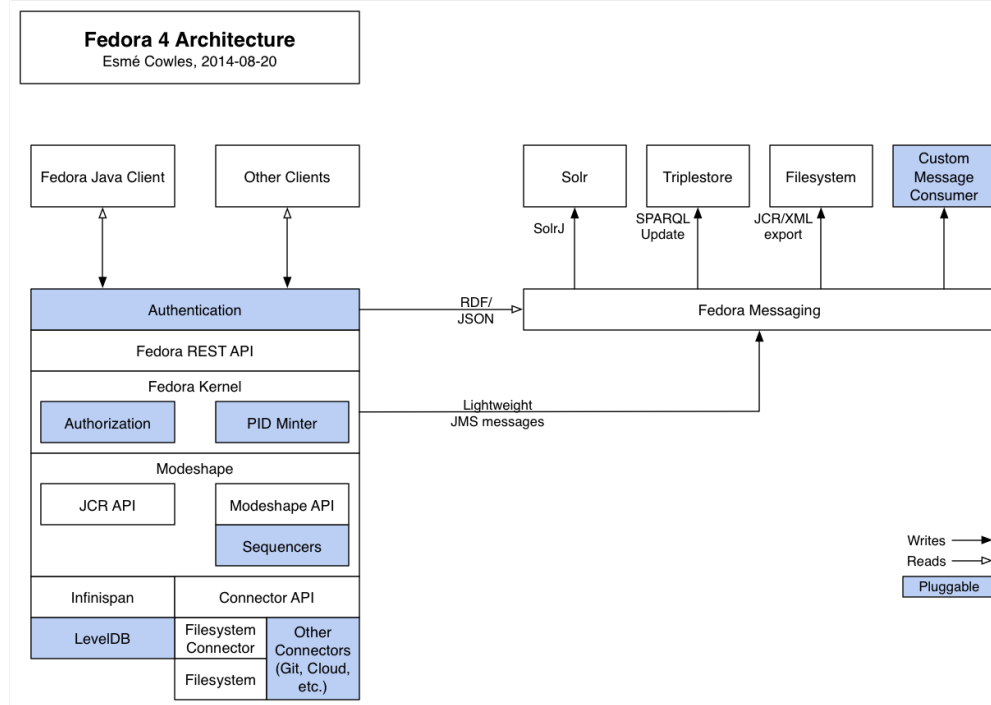 Fedora 4 Architecture
Esmé Cowles, 2014-08-20
Fedora Java Client
Other Clients
Solr
Triplestore
Filesystem
Custom
Message
Consumer
SolrJ
SPARQL
Update
JCR/XML
export
Authentication
RDF/
JSON
Fedora Messaging
Fedora REST API
Fedora Kernel
Authorization
PID Minter
Lightweight
JMS messages
Modeshape
JCR API
Modeshape API
Sequencers
Writes
Reads
Pluggable
Infinispan
Connector API
LevelDB
Filesystem
Connector
Filesystem
Other
Connectors
(Git, Cloud,
etc.)